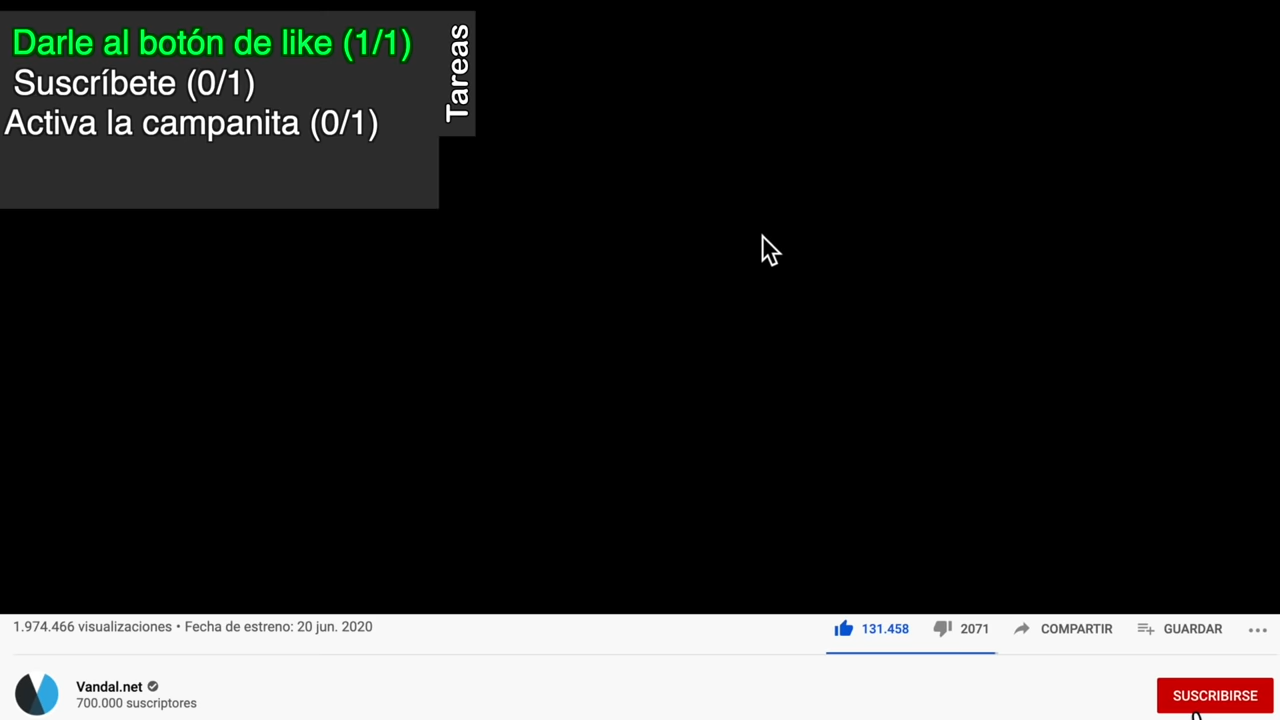 Darle al botón de like (1/1)
Suscríbete (0/1)
Activa la campanita (0/1)
Tareas
1.974.466 visualizaciones • Fecha de estreno: 20 jun. 2020
131.458
2071
COMPARTIR
GUARDAR
Vandal.net
700.000 suscriptores
SUSCRIBIRSE